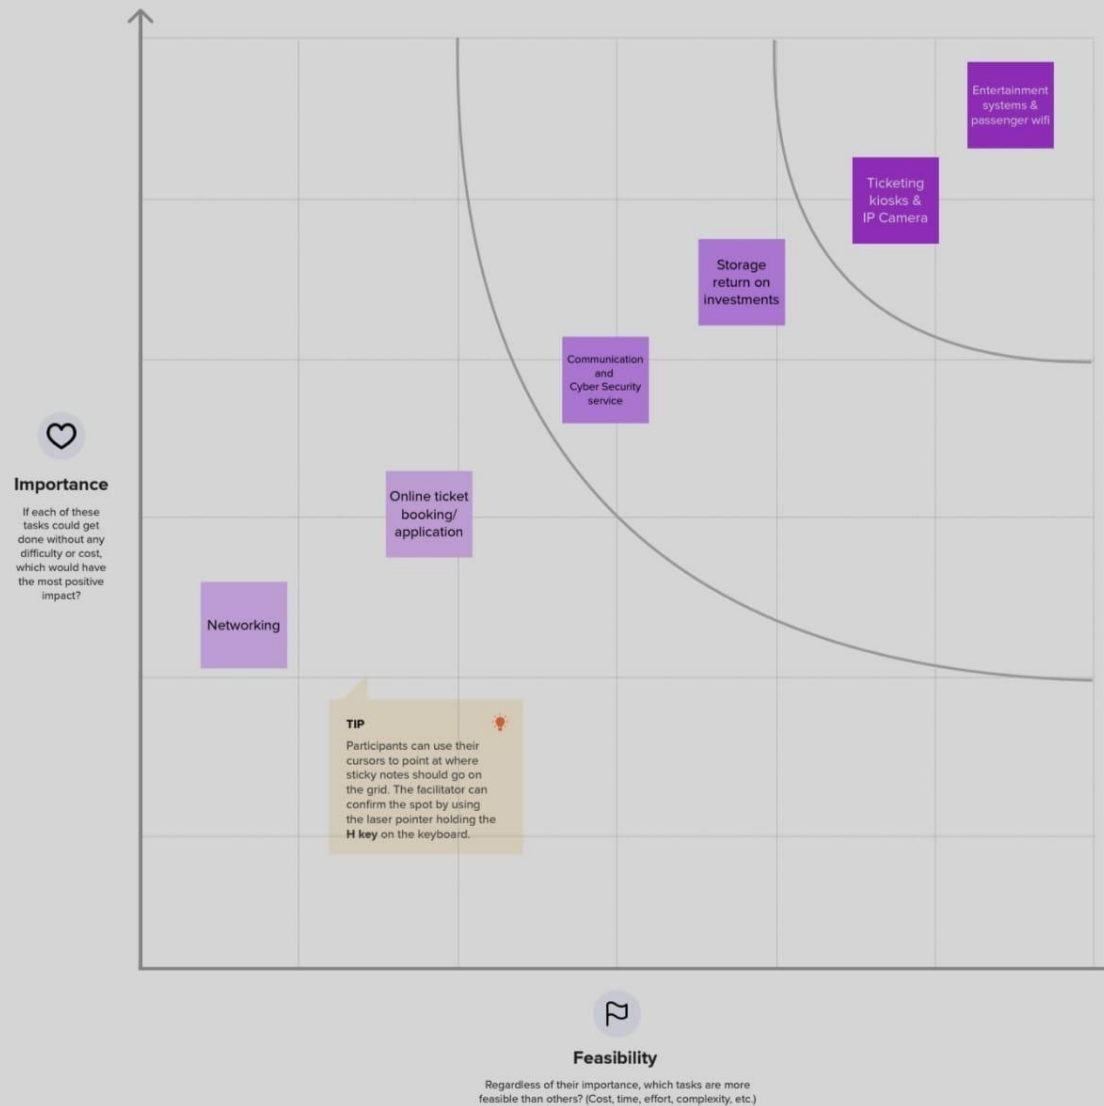 Entertainment
systems &
passenger wifi
Ticketing
kiosks &
IP Camera
Storage
return on
investments
Communication
and
Cyber Security
service
Importance
If each of these
tasks could get
done without any
difficulty or cost,
which would have
the most positive
impact?
Online ticket
booking/
application
Networking
TIP
Participants can use their
cursors to point at where
sticky notes should go on
the grid. The facilitator can
confirm the spot by using
the laser pointer holding the
H key on the keyboard.
Feasibility
Regardless of their importance, which tasks are more
feasible than others? (Cost, time, effort, complexity, etc.)